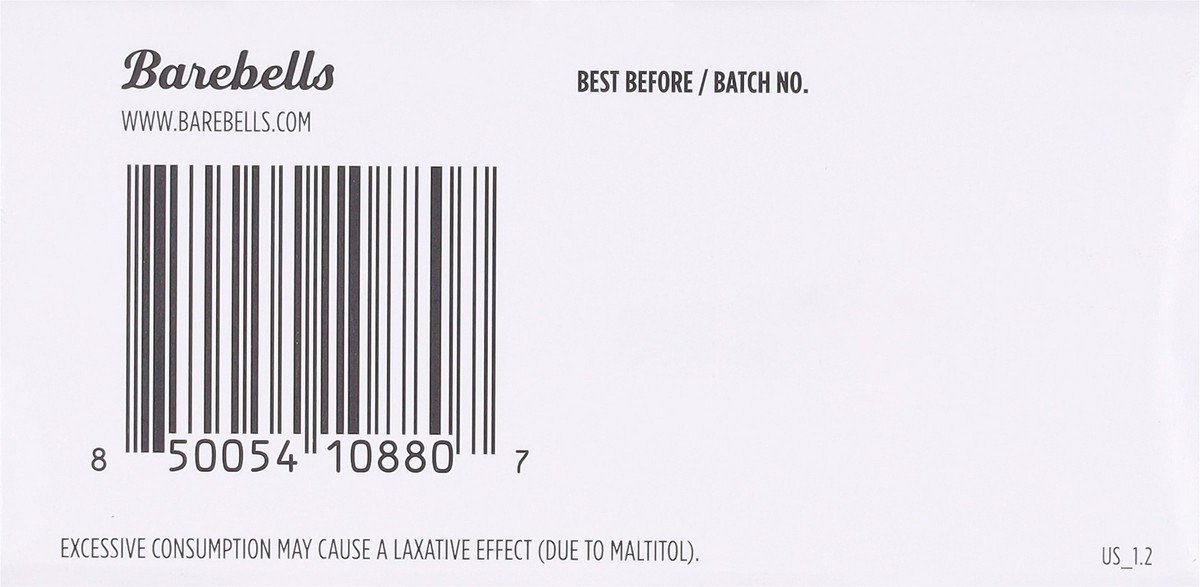 Barebells
WWW.BAREBELLS.COM
BEST BEFORE / BATCH NO.
8 50054 10880 7
EXCESSIVE CONSUMPTION MAY CAUSE A LAXATIVE EFFECT (DUE TO MALTITOL).
US_1.2